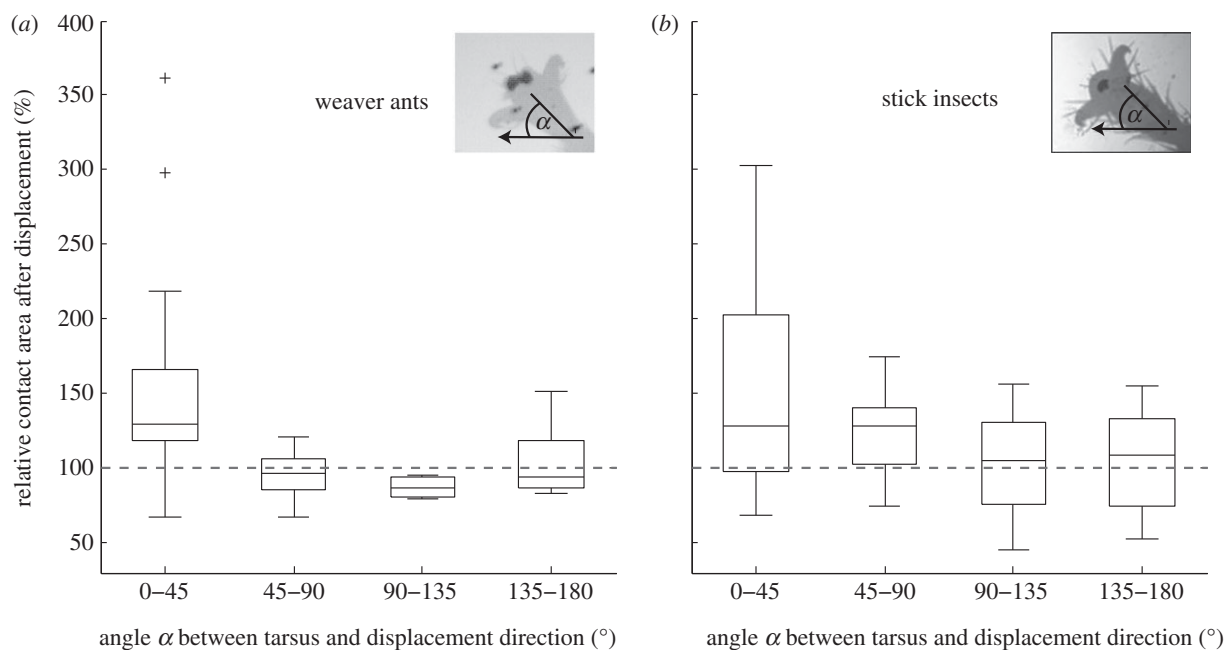 (a)
relative contact area after displacement (%)
400
350
300
250
200
150
100
50
weaver ants
α
0–45
45–90
90–135
135–180
angle α between tarsus and displacement direction (°)
(b)
stick insects
α
0–45
45–90
90–135
135–180
angle α between tarsus and displacement direction (°)